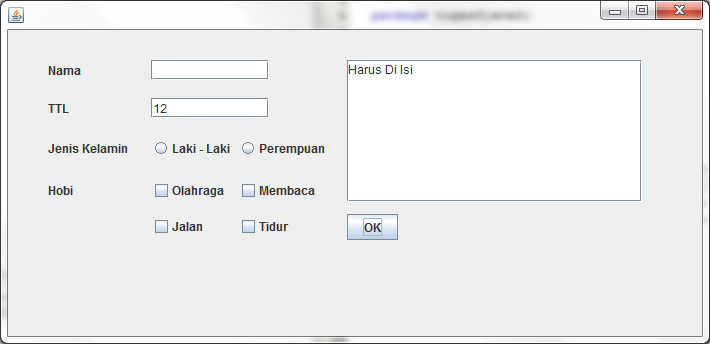 Nama
Harus Di Isi
TTL 12
Jenis Kelamin Laki - Laki Perempuan
Hobi Olahraga Membaca
Jalan Tidur
OK